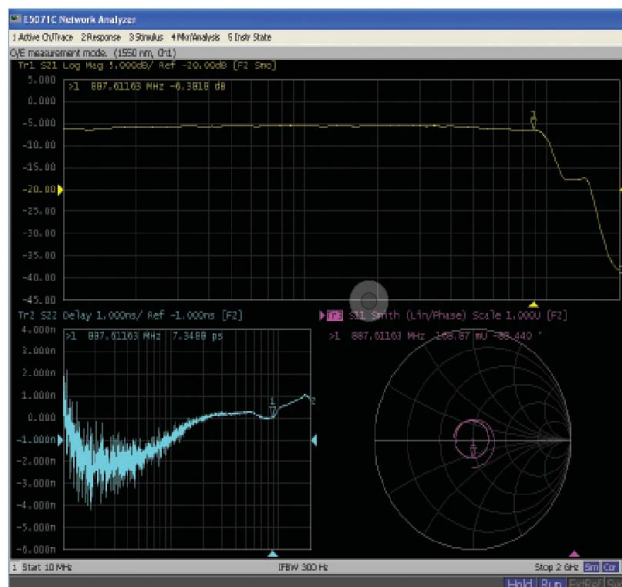 E5071C Network Analyzer
1 Active Ch/Trace 2 Response 3 Stimulus 4 Mkr/Analysis 5 Instr State
O/E measurement mode. (1550 nm, Ch1)
Tr1 S21 Log Mag 5.000dB/ Ref -20.00dB [F2 Smo]
>1 887.61163 MHz -6.3818 dB
5.000
0.000
-5.000
-10.00
-15.00
-20.00
-25.00
-30.00
-35.00
-40.00
-45.00
Tr2 S22 Delay 1.000ns/ Ref -1.000ns [F2]
>1 887.61163 MHz 7.3488 ps
4.000n
3.000n
2.000n
1.000n
0.000
-1.000n
-2.000n
-3.000n
-4.000n
-5.000n
-6.000n
Tr3 S11 Smith (Lin/Phase) Scale 1.000U [F2]
>1 887.61163 MHz mU
1 Start 10 MHz IFBW 300 Hz Stop 2 GHz Cor
Hold Run ExtRef